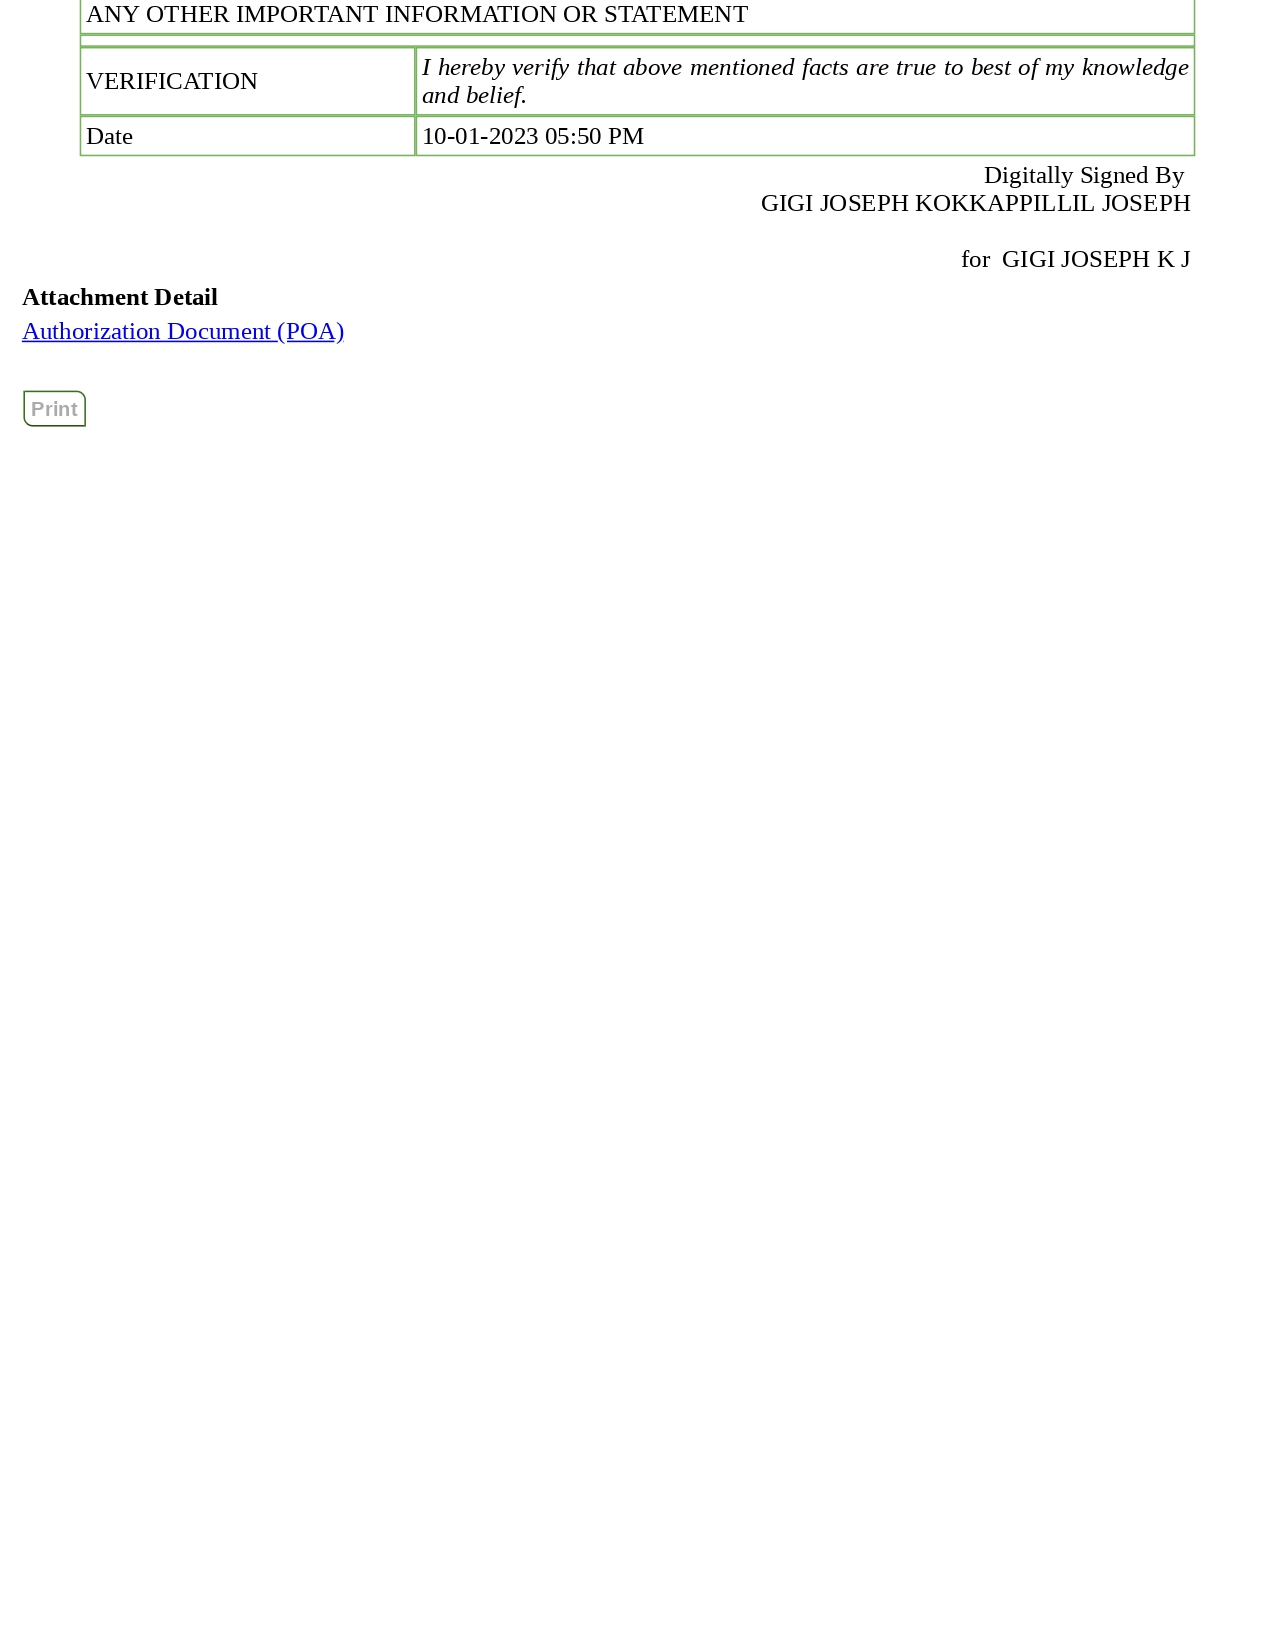 ANY OTHER IMPORTANT INFORMATION OR STATEMENT
VERIFICATION
I hereby verify that above mentioned facts are true to best of my knowledge
and belief.
Date
10-01-2023 05:50 PM
Digitally Signed By
GIGI JOSEPH KOKKAPPILLIL JOSEPH
for GIGI JOSEPH K J
Attachment Detail
Authorization Document (POA)
Print